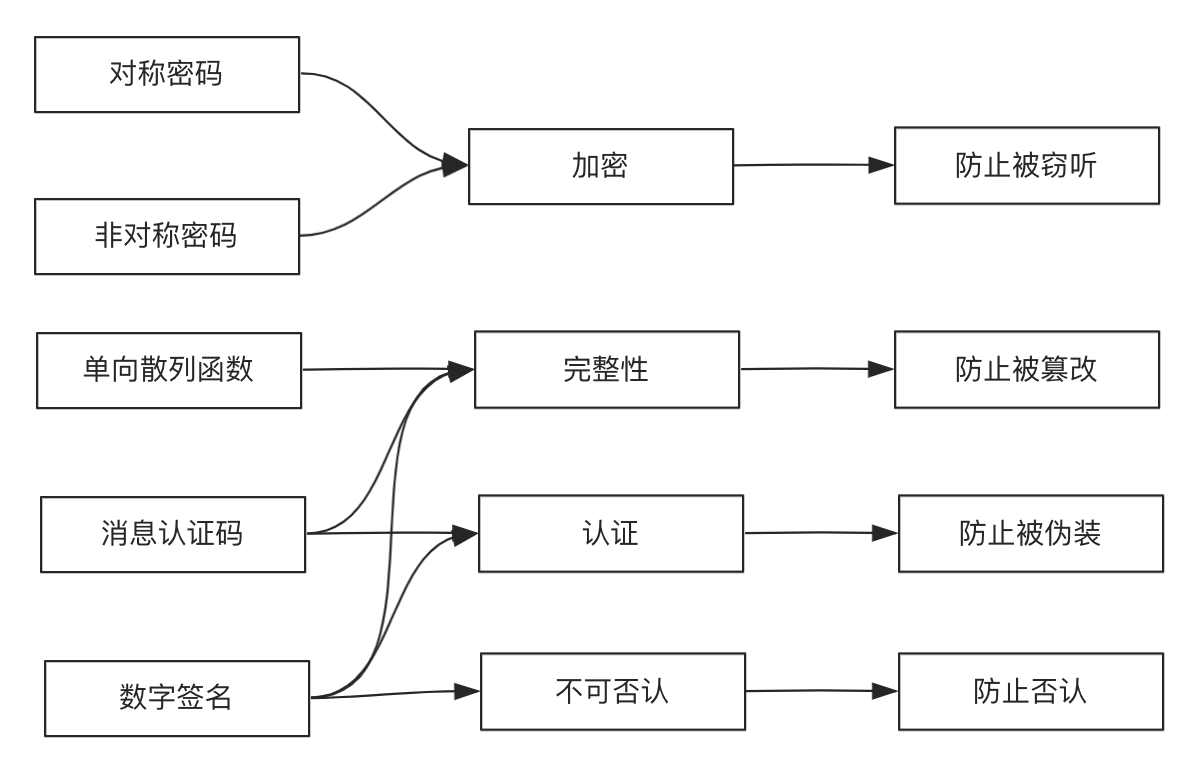 对称密码
加密
防止被窃听
非对称密码
单向散列函数
完整性
防止被篡改
消息认证码
认证
防止被伪装
数字签名
不可否认
防止否认